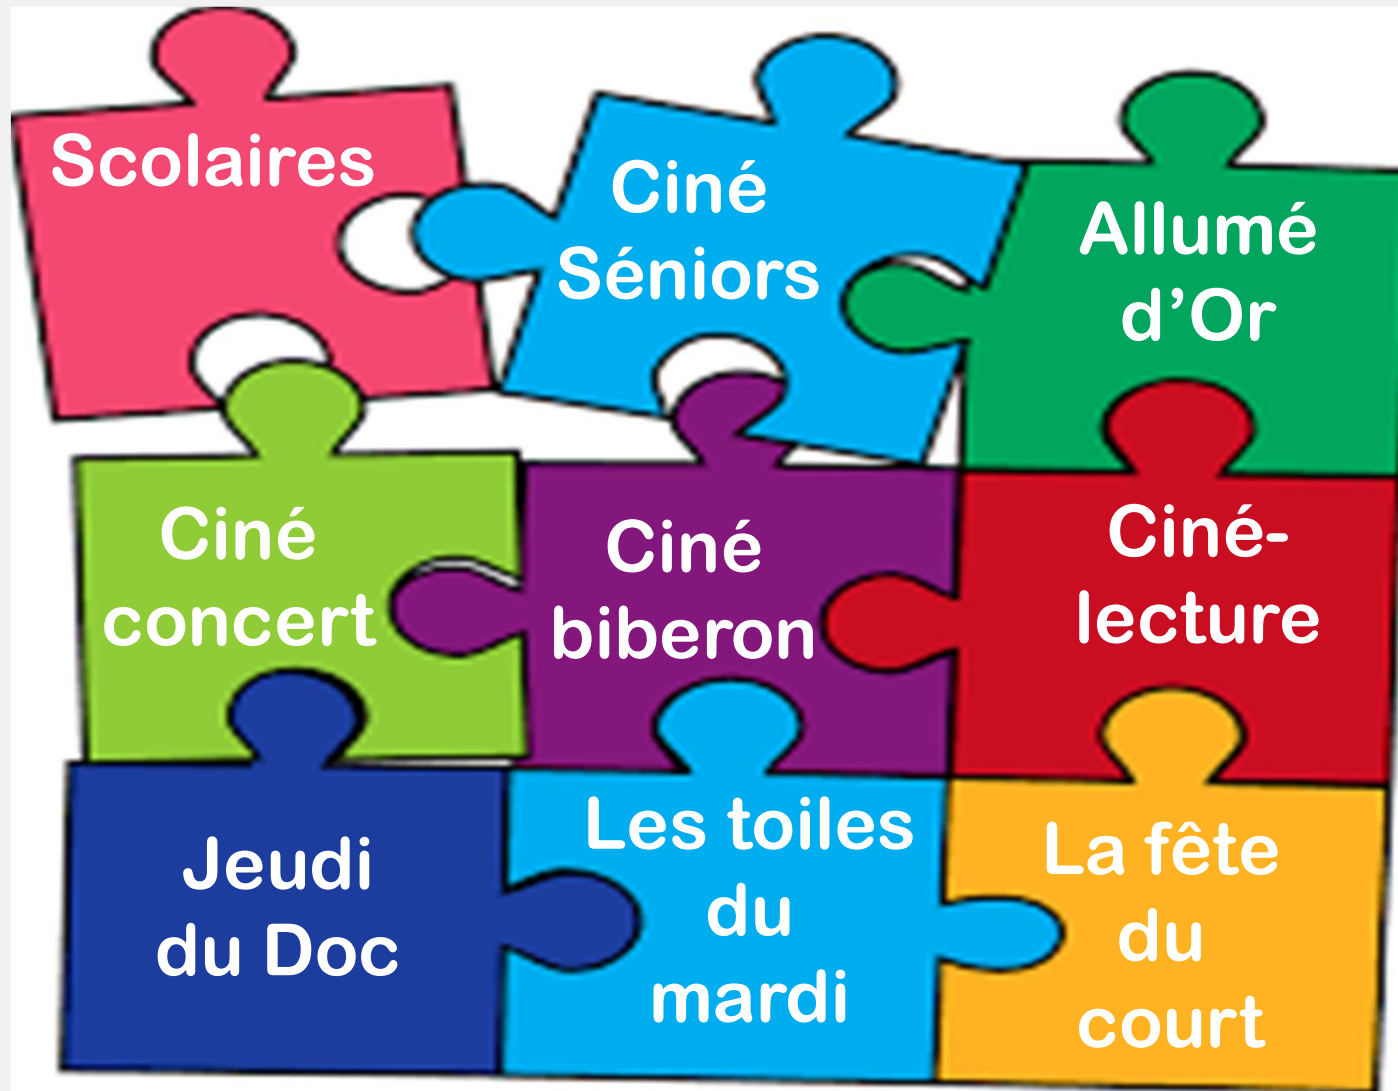 Scolaires
Ciné
Séniors
Allumé
d’Or
Ciné
concert
Ciné
biberon
Ciné-
lecture
Jeudi
du Doc
Les toiles
du
mardi
La fête
du
court